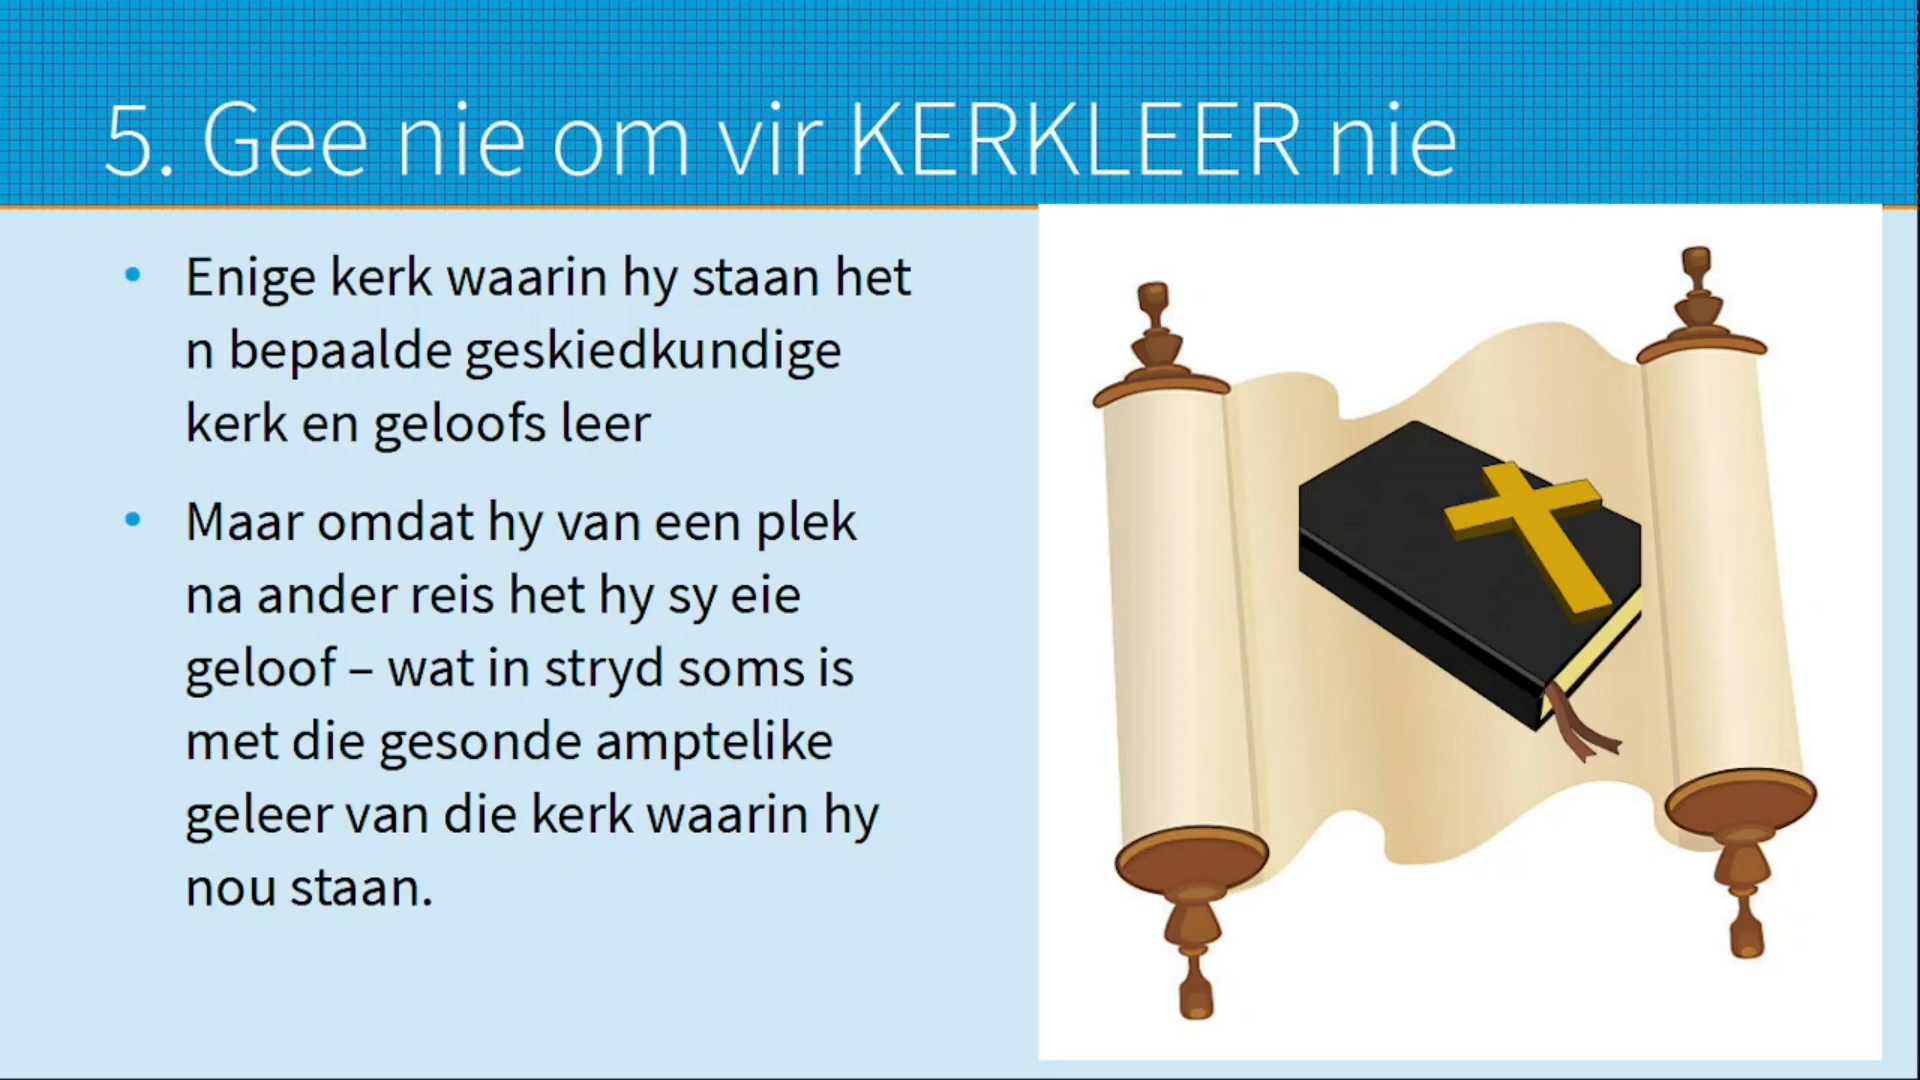 5. Gee nie om vir KERKLEER nie
• Enige kerk waarin hy staan het
n bepaalde geskiedkundige
kerk en geloofs leer
• Maar omdat hy van een plek
na ander reis het hy sy eie
geloof – wat in stryd soms is
met die gesonde amptelike
geleer van die kerk waarin hy
nou staan.